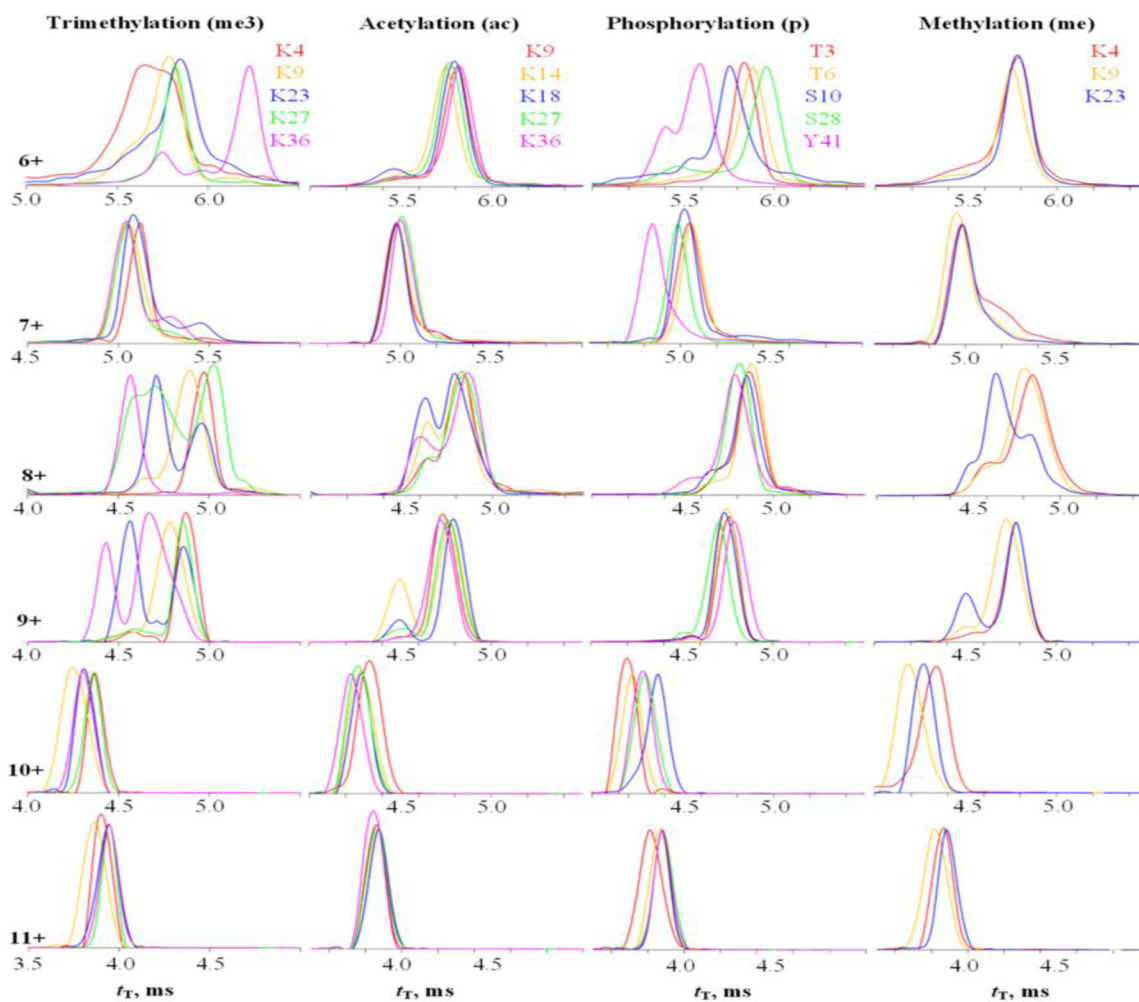 Trimethylation (me3) Acetylation (ac) Phosphorylation (p) Methylation (me)
K4 K9 T3 K4
K9 K14 T6 K9
K23 K18 S10 K23
K27 K27 S28
K36 K36 Y41
6+
5.0 5.5 6.0 5.5 6.0 5.5 6.0 5.5 6.0
7+
4.5 5.0 5.5 5.0 5.5 5.0 5.5 5.0 5.5
8+
4.0 4.5 5.0 4.5 5.0 4.5 5.0 4.5 5.0
9+
4.0 4.5 5.0 4.5 5.0 4.5 5.0 4.5 5.0
10+
4.5 5.0 4.5 5.0 4.5 5.0 4.5 5.0
11+
3.5 4.0 4.5 4.0 4.5 4.0 4.5 4.0 4.5
tT, ms tT, ms tT, ms tT, ms